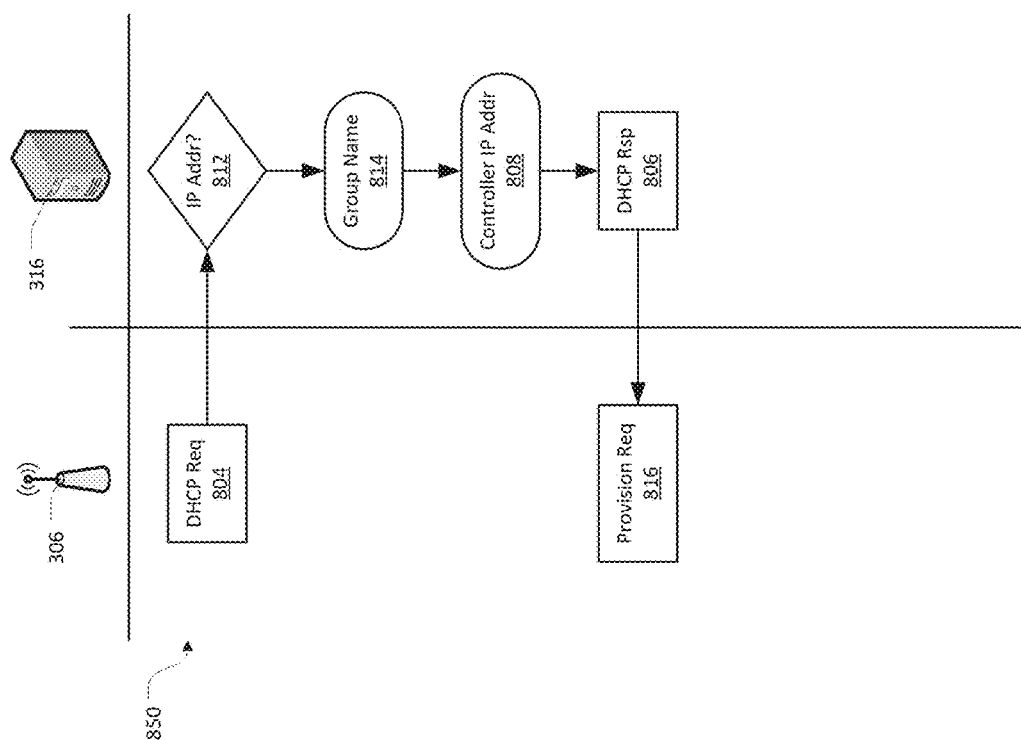 850
306
316
DHCP Req
804
IP Addr?
812
Group Name
814
Controller IP Addr
808
DHCP Rsp
806
Provision Req
816